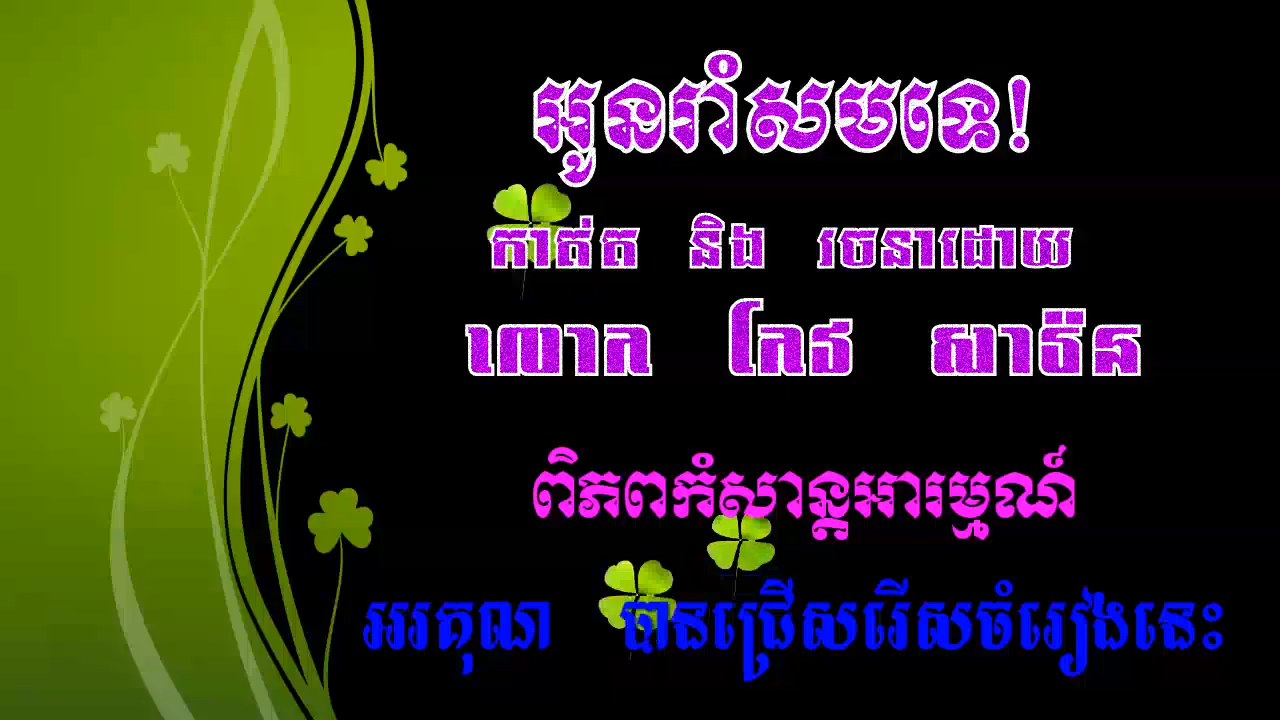 អូនរាំសមទេ!
កាត់ត និង រចនាដោយ
លោក កែវ សារ៉ន
ពិភពកំសាន្តអារម្មណ៍
អរគុណ បានជ្រើសរើសចំរៀងនេះ